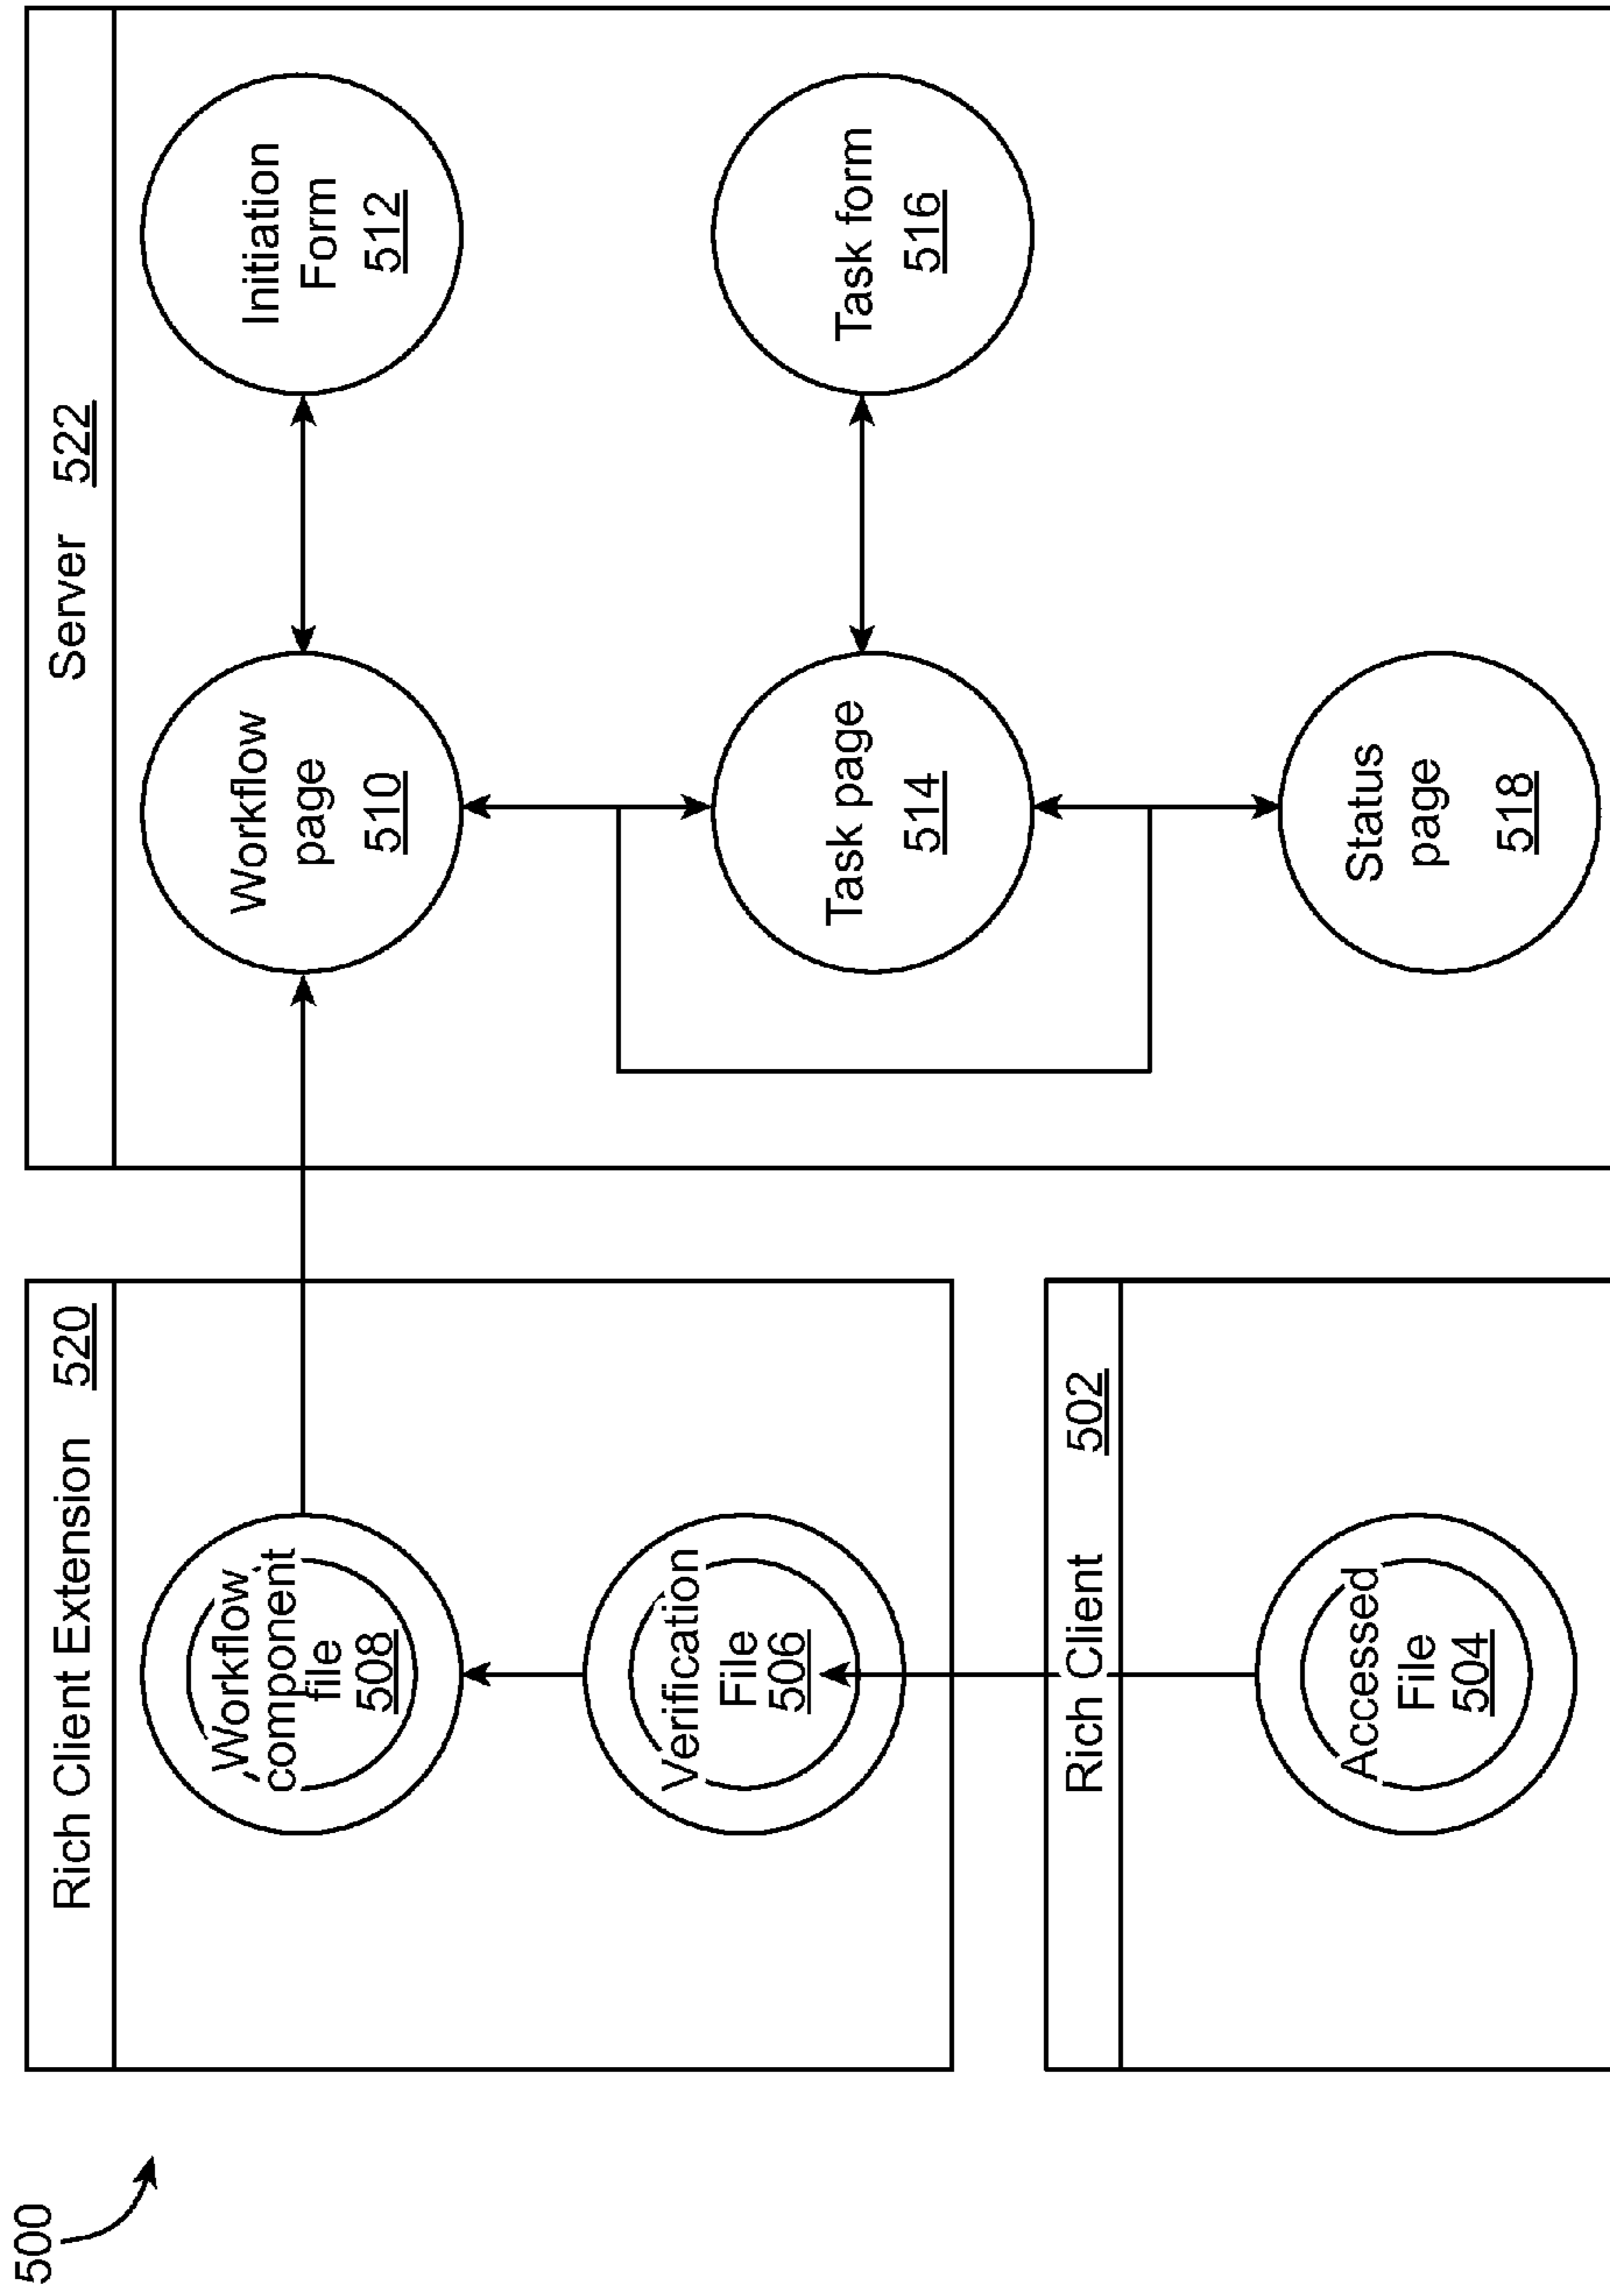 500
Rich Client Extension 520
Workflow
component
file
508
Verification
File
506
Rich Client 502
Accessed
File
504
Server 522
Workflow
page
510
Initiation
Form
512
Task page
514
Task form
516
Status
page
518